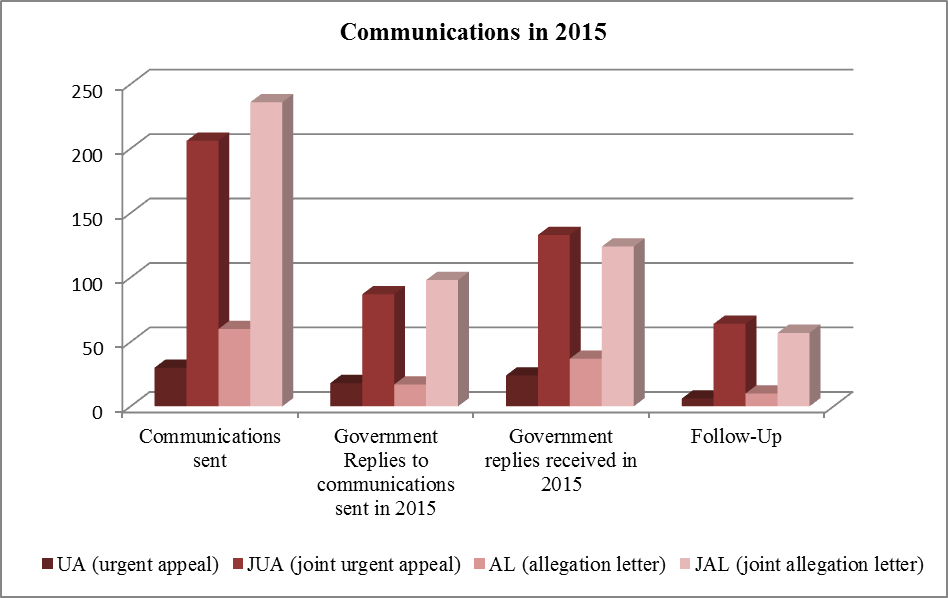 Communications in 2015
250
200
150
100
50
0
Communications
sent
Government
Replies to
communications
sent in 2015
Government
replies received in
2015
Follow-Up
UA (urgent appeal) JUA (joint urgent appeal) AL (allegation letter) JAL (joint allegation letter)